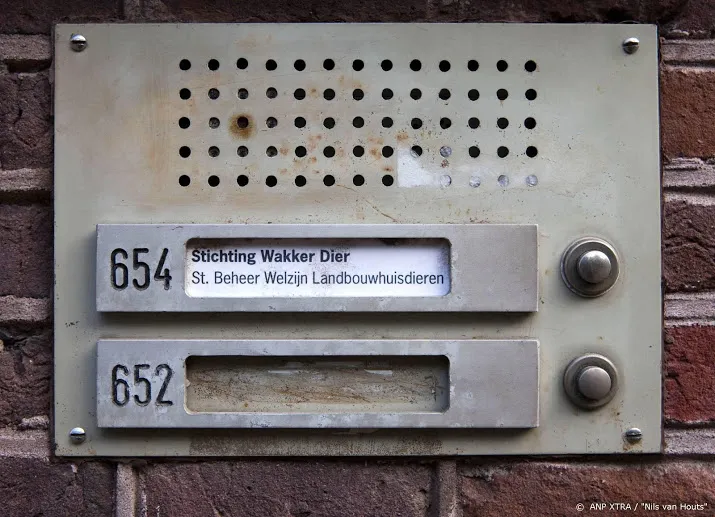 654
Stichting Wakker Dier
St. Beheer Welzijn Landbouwhuisdieren
652
© ANP XTRA / "Nils van Houts"